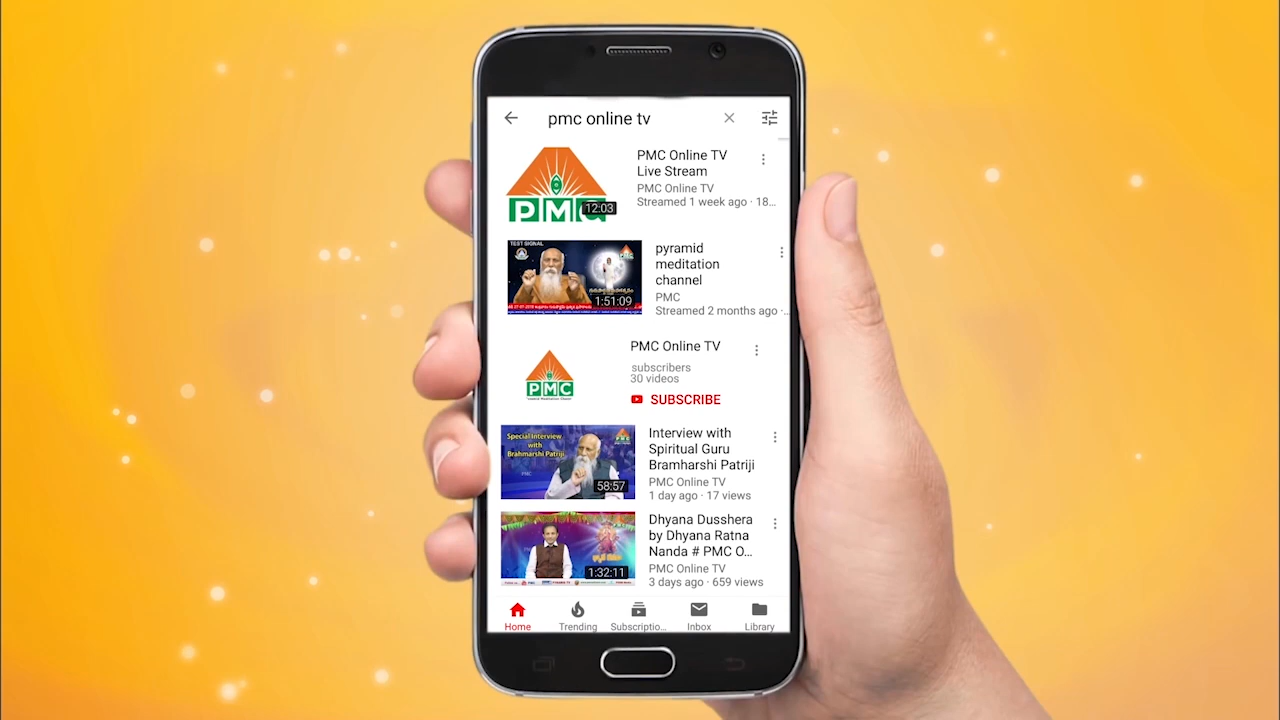 pmc online tv
PMC Online TV
Live Stream
PMC Online TV
Streamed 1 week ago · 18...
PMC
12:03
TEST SIGNAL
1:51:09
pyramid
meditation
channel
PMC
Streamed 2 months ago ·...
PMC Online TV
subscribers
30 videos
SUBSCRIBE
PMC
Special Interview
with
Brahmarshi Patriji
PMC
58:57
Interview with
Spiritual Guru
Bramharshi Patriji
PMC Online TV
1 day ago · 17 views
1:32:11
Dhyana Dusshera
by Dhyana Ratna
Nanda # PMC O...
PMC Online TV
3 days ago · 659 views
Home
Trending
Subscriptio...
Inbox
Library